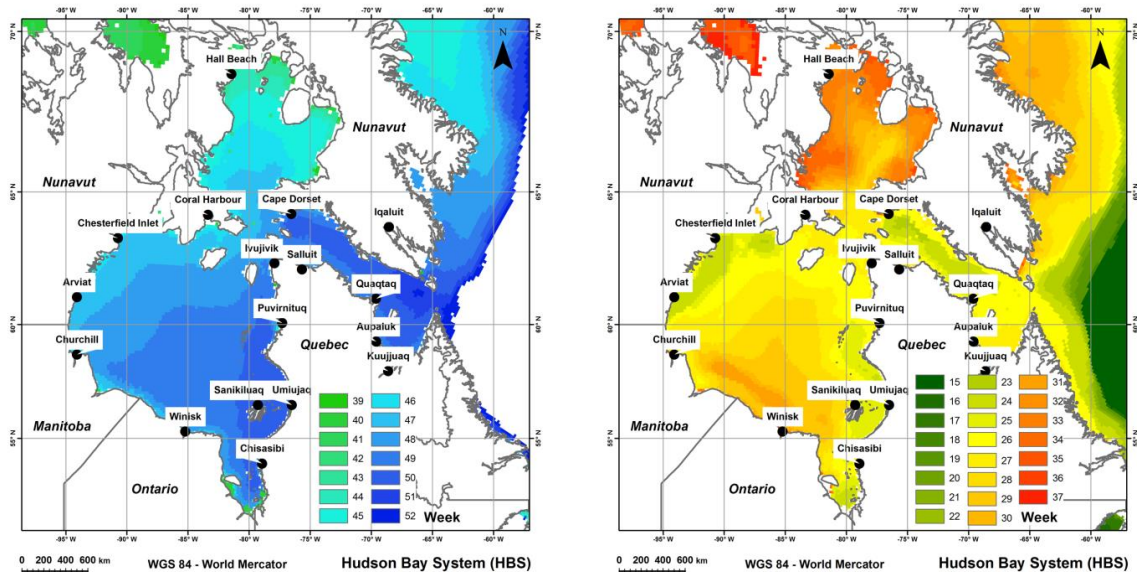 N
70° N
Hall Beach
Nunavut
Nunavut
65° N
Coral Harbour
Cape Dorset
Chesterfield Inlet
Iqaluit
Ivujivik
Salluit
Arviat
Quaqtaq
Puvirnituq
60° N
Churchill
Aupaluk
Quebec
Kuujjuaq
Sanikiluaq
Umiujaq
Winisk
55° N
Manitoba
Chisasibi
Ontario
39 46
40 47
41 48
42 49
43 50
44 51
45 52
Week
-95° W -90° W -85° W -80° W -75° W -70° W -65° W -60° W
0 200 400 600 km
WGS 84 - World Mercator
Hudson Bay System (HBS)
N
70° N
Hall Beach
Nunavut
Nunavut
65° N
Coral Harbour
Cape Dorset
Chesterfield Inlet
Iqaluit
Ivujivik
Salluit
Arviat
Quaqtaq
Puvirnituq
60° N
Churchill
Aupaluk
Quebec
Kuujjuaq
Sanikiluaq
Umiujaq
Winisk
55° N
Manitoba
Chisasibi
Ontario
15 23 31
16 24 32
17 25 33
18 26 34
19 27 35
20 28 36
21 29 37
22 30 Week
-95° W -90° W -85° W -80° W -75° W -70° W -65° W -60° W
0 200 400 600 km
WGS 84 - World Mercator
Hudson Bay System (HBS)